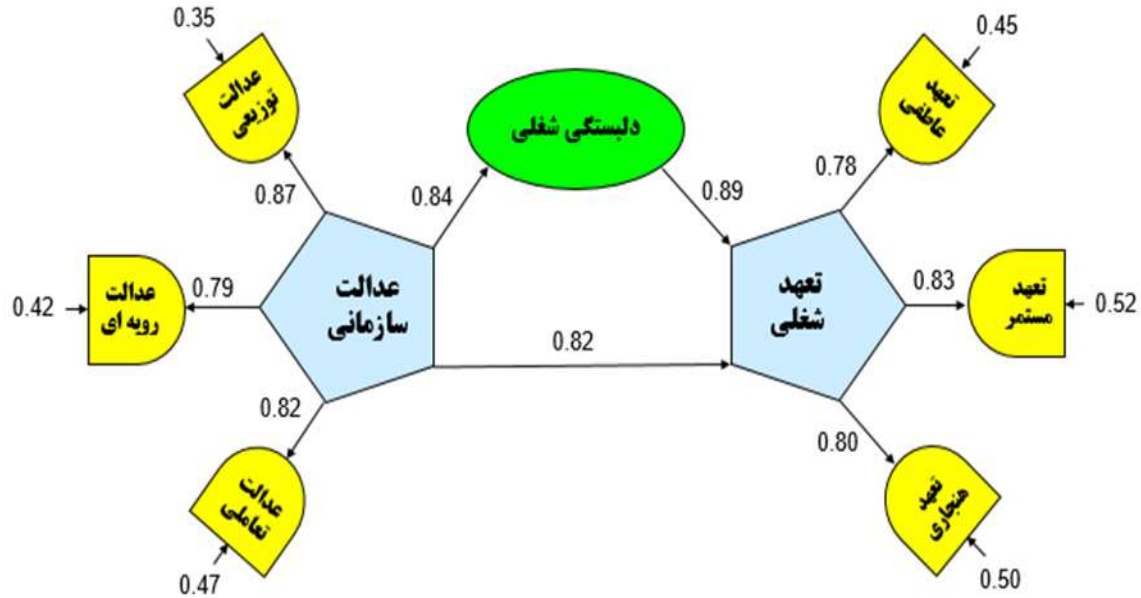 0.35
0.45
عدالت
توزیعی
تعهد
عاطفی
دلبستگی شغلی
0.87
0.84
0.89
0.78
عدالت
سازمانی
تعهد
شغلی
0.42
عدالت
رویه ای
0.79
0.83
تعهد
مستمر
0.52
0.82
0.82
0.80
عدالت
تعاملی
تعهد
هنجاری
0.47
0.50